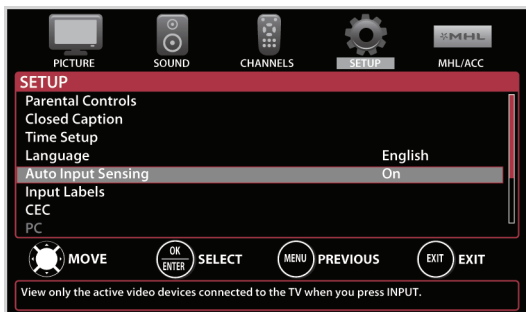 PICTURE SOUND CHANNELS SETUP MHL/ACC
MHL
SETUP
Parental Controls
Closed Caption
Time Setup
Language English
Auto Input Sensing On
Input Labels
CEC
PC
MOVE OK ENTER SELECT MENU PREVIOUS EXIT EXIT
View only the active video devices connected to the TV when you press INPUT.